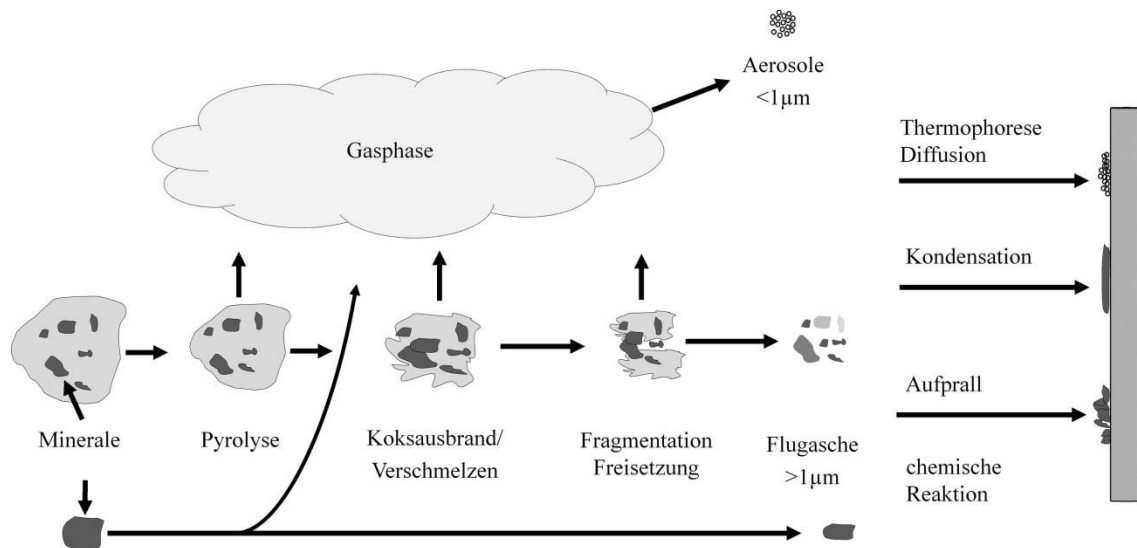 Aerosole
<1µm
Gasphase
Thermophorese
Diffusion
Kondensation
Aufprall
chemische
Reaktion
Minerale
Pyrolyse
Koksausbrand/
Verschmelzen
Fragmentation
Freisetzung
Flugasche
>1µm